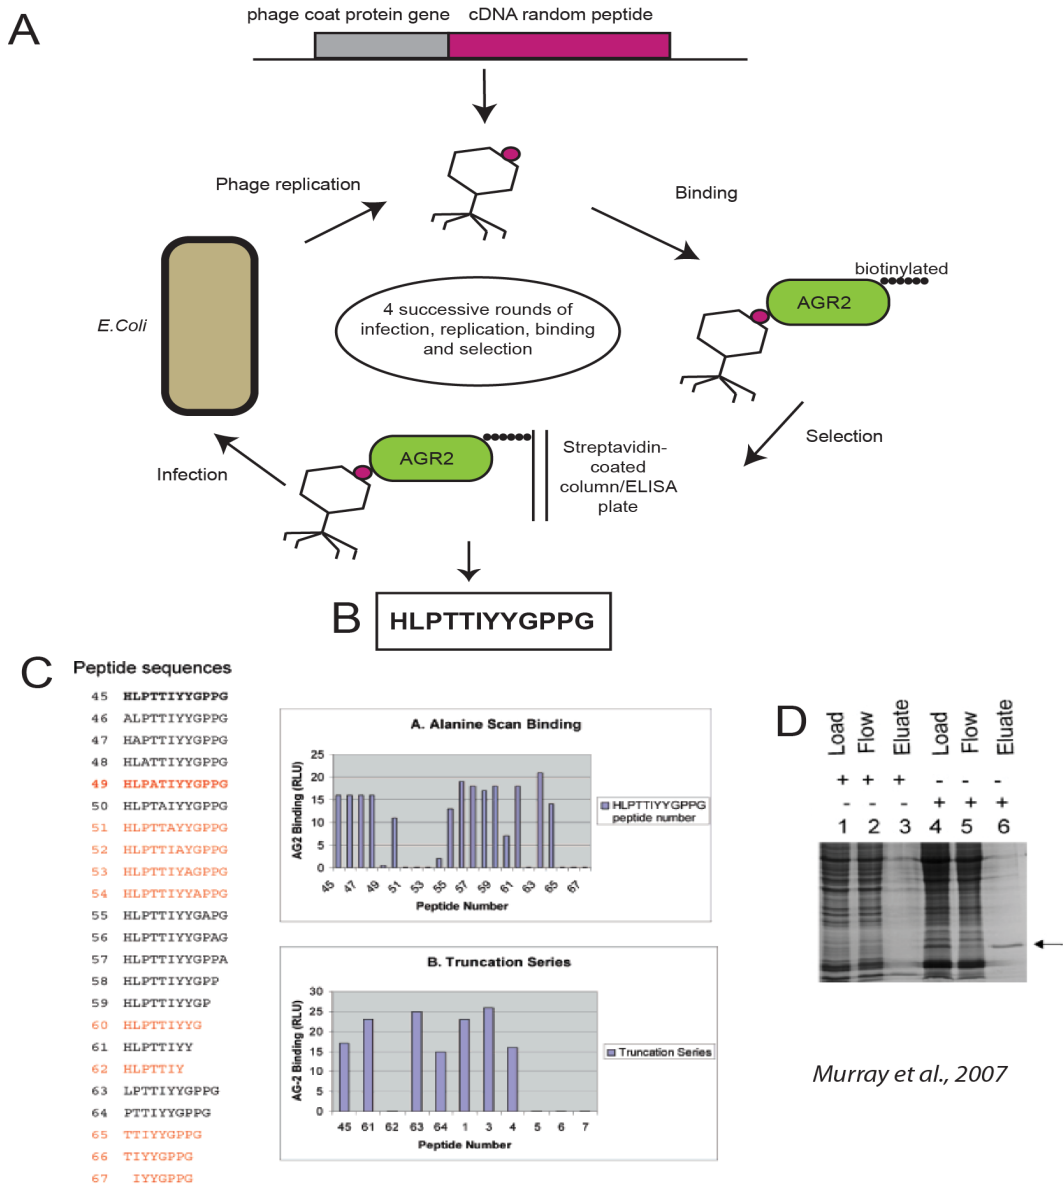 A
phage coat protein gene cDNA random peptide
Phage replication
Binding
biotinylated
AGR2
E.Coli
4 successive rounds of
infection, replication, binding
and selection
Selection
AGR2
Infection
Streptavidin-
coated
column/ELISA
plate
B
HLPTTIYYGPPG
C
Peptide sequences
45 HLPTTIYYGPPG
46 ALPTTIYYGPPG
47 HAPTTIYYGPPG
48 HLATTIYYGPPG
49 HLPATIYYGPPG
50 HLPTAIYYGPPG
51 HLPTTAYYGPPG
52 HLPTTIAYGPPG
53 HLPTTIYAGPPG
54 HLPTTIYYAPPG
55 HLPTTIYYGAPG
56 HLPTTIYYGPAG
57 HLPTTIYYGPPA
58 HLPTTIYYGPP
59 HLPTTIYYGP
60 HLPTTIYYG
61 HLPTTIYY
62 HLPTTIY
63 LPTTIYYGPPG
64 PTTIYYGPPG
65 TTIYYGPPG
66 TIYYGPPG
67 IYYGPPG
A. Alanine Scan Binding
AG2 Binding (RLU)
25
20
15
10
5
0
45 47 49 51 53 55 57 59 61 63 65 67
Peptide Number
HLPTTIYYGPPG
peptide number
B. Truncation Series
AG-2 Binding (RLU)
30
25
20
15
10
5
0
45 61 62 63 64 1 3 4 5 6 7
Peptide Number
Truncation Series
D
Load Flow Eluate Load Flow Eluate
+ + + - - -
- - - + + +
1 2 3 4 5 6
Murray et al., 2007